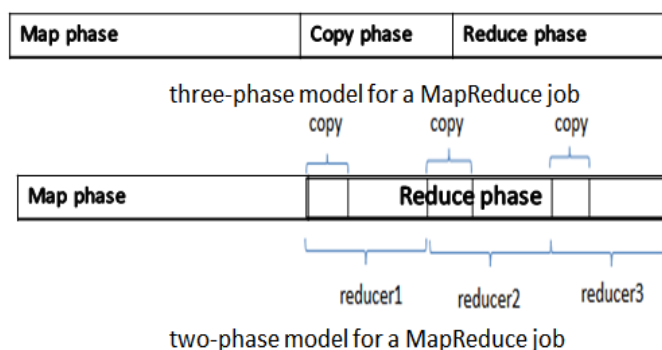 Map phase Copy phase Reduce phase
three-phase model for a MapReduce job
copy copy copy
Map phase Reduce phase
reducer1 reducer2 reducer3
two-phase model for a MapReduce job